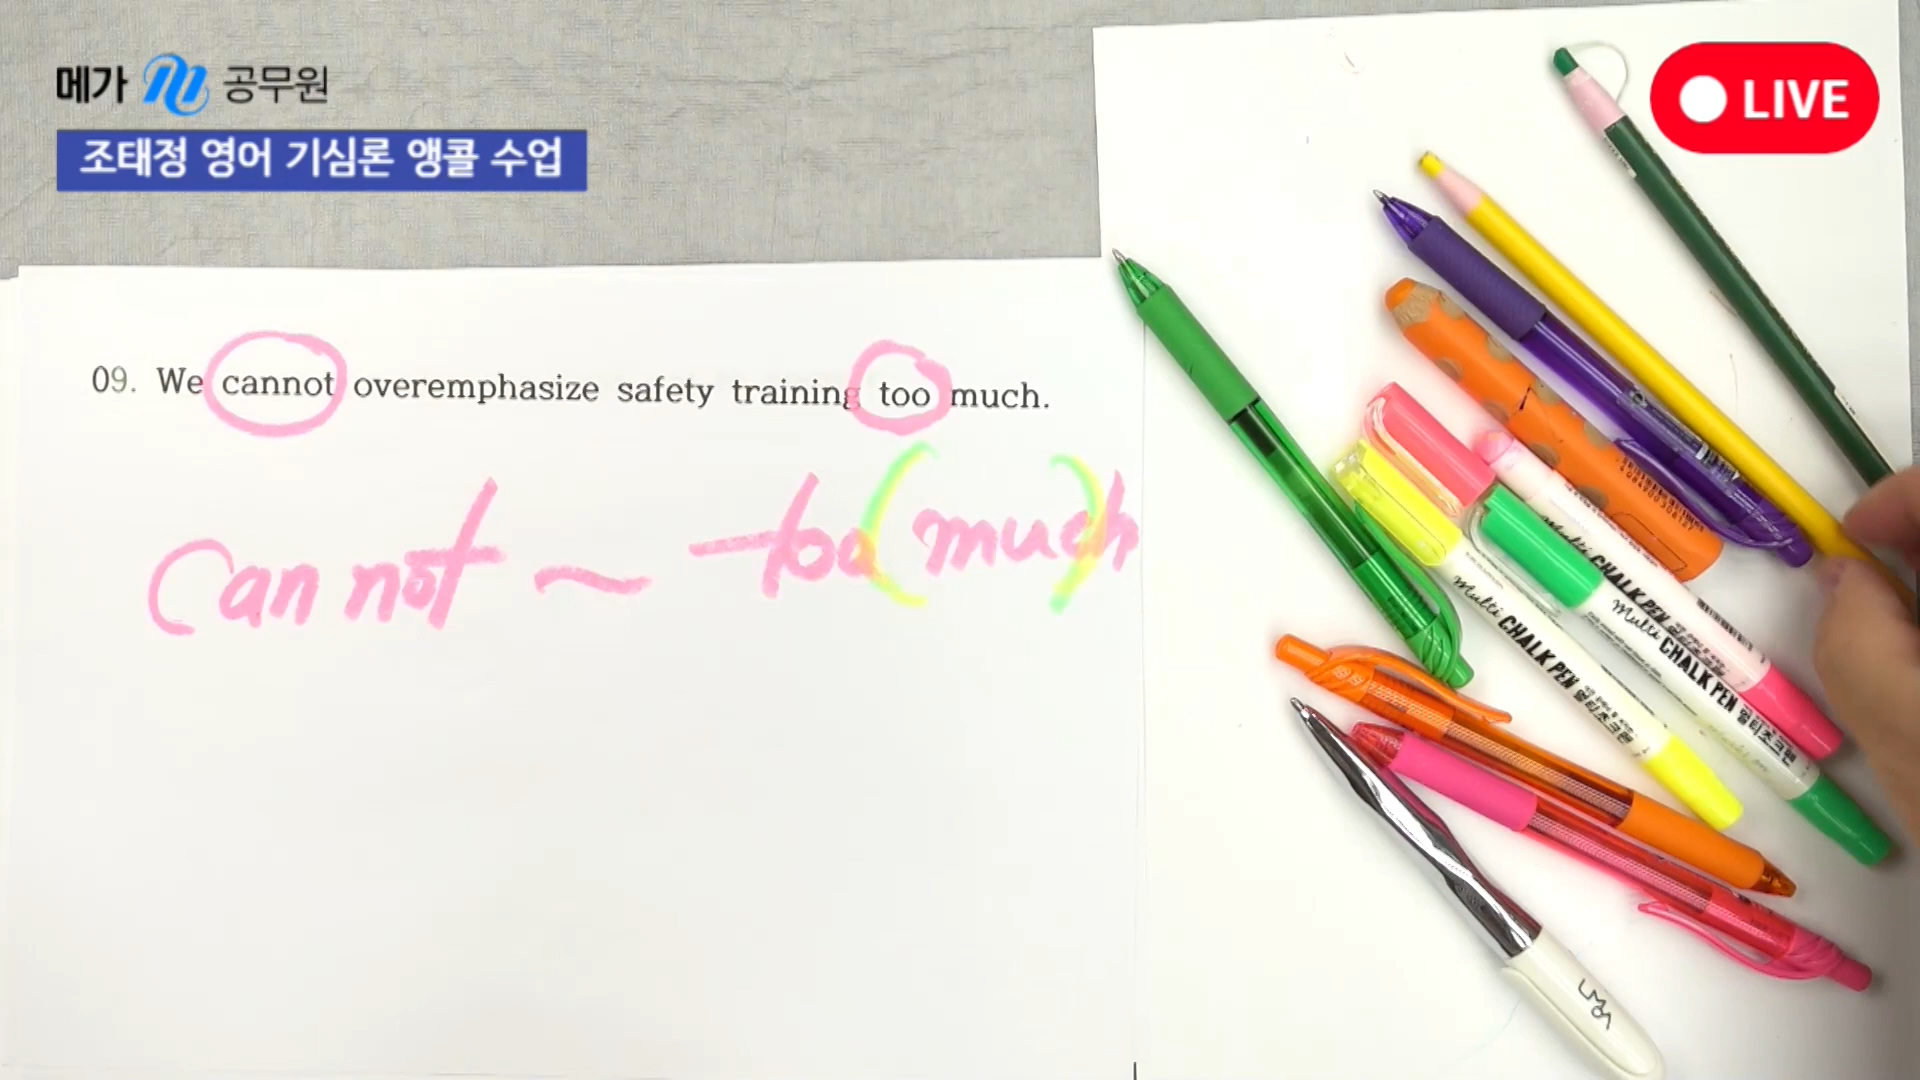 메가 공무원
조태정 영어 기심론 앵콜 수업
LIVE
09. We cannot overemphasize safety training too much.
cannot ~ too (much)
Multi CHALK PEN 멀티초크펜
Multi CHALK PEN 멀티초크펜
Multi CHALK PEN 멀티초크펜